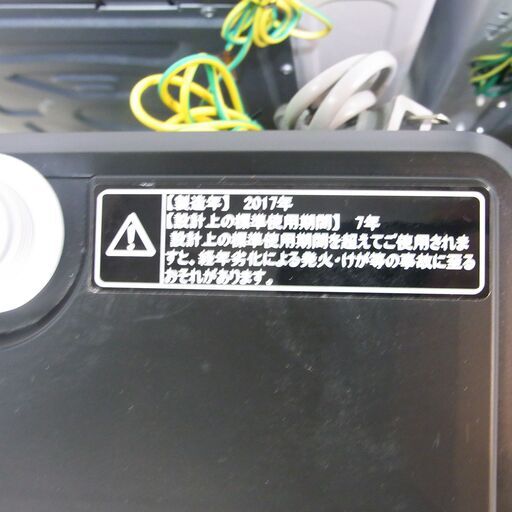 【製造年】 2017年
【設計上の標準使用期間】 7年
設計上の標準使用期間を超えてご使用されま
すと、経年劣化による発火・けが等の事故に至る
おそれがあります。